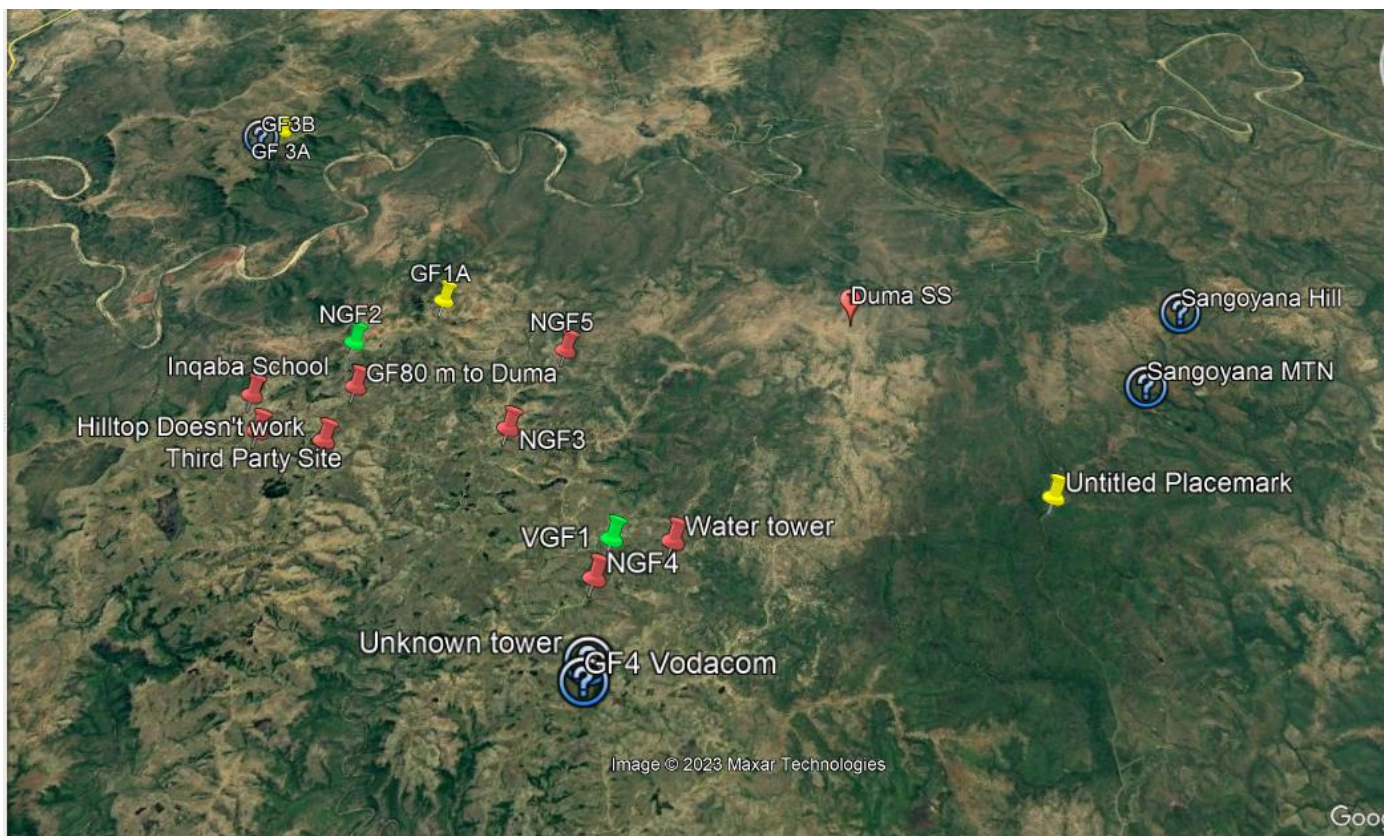 GF3B
GF 3A
GF1A
Duma SS
Sangoyana Hill
NGF2
NGF5
Inqaba School
GF80 m to Duma
Sangoyana MTN
Hilltop Doesn't work
NGF3
Third Party Site
Untitled Placemark
VGF1
Water tower
NGF4
Unknown tower
GF4 Vodacom
Image © 2023 Maxar Technologies